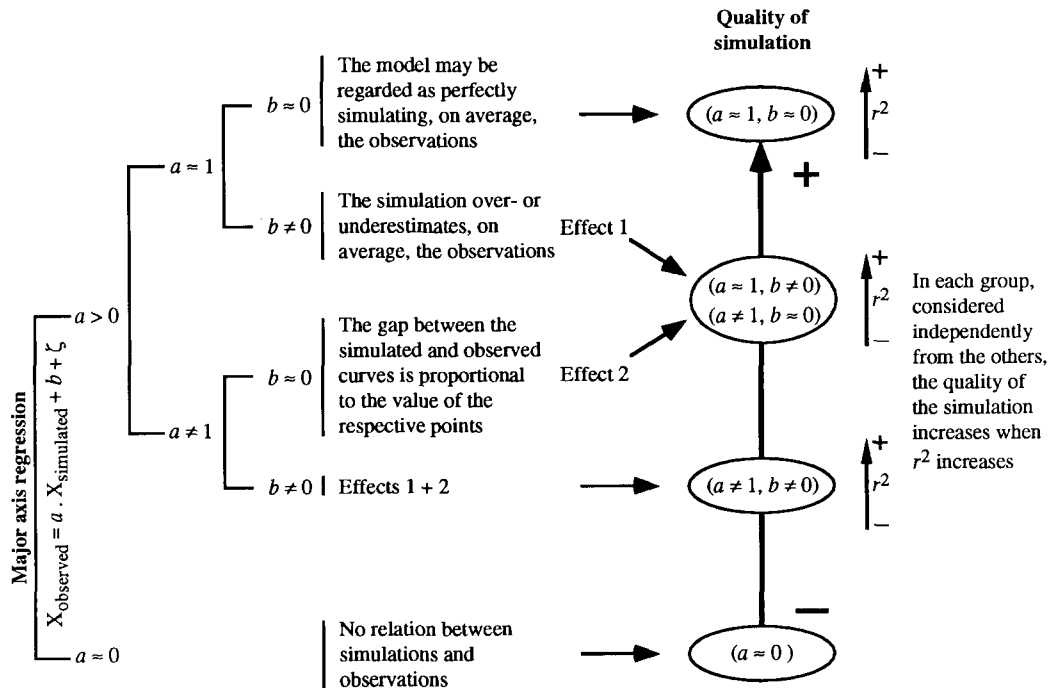 Quality of
simulation
The model may be
regarded as perfectly
simulating, on average,
the observations
b ≈ 0
(a ≈ 1, b ≈ 0)
+
r²
−
a ≈ 1
+
The simulation over- or
underestimates, on
average, the observations
b ≠ 0
Effect 1
(a ≈ 1, b ≠ 0)
(a ≠ 1, b ≈ 0)
+
r²
−
In each group,
considered
independently
from the others,
the quality of
the simulation
increases when
r² increases
Major axis regression
X observed = a . X simulated + b + ζ
a > 0
The gap between the
simulated and observed
curves is proportional
to the value of the
respective points
b ≈ 0
Effect 2
a ≠ 1
b ≠ 0
Effects 1 + 2
(a ≠ 1, b ≠ 0)
+
r²
−
−
a ≈ 0
No relation between
simulations and
observations
(a ≈ 0 )